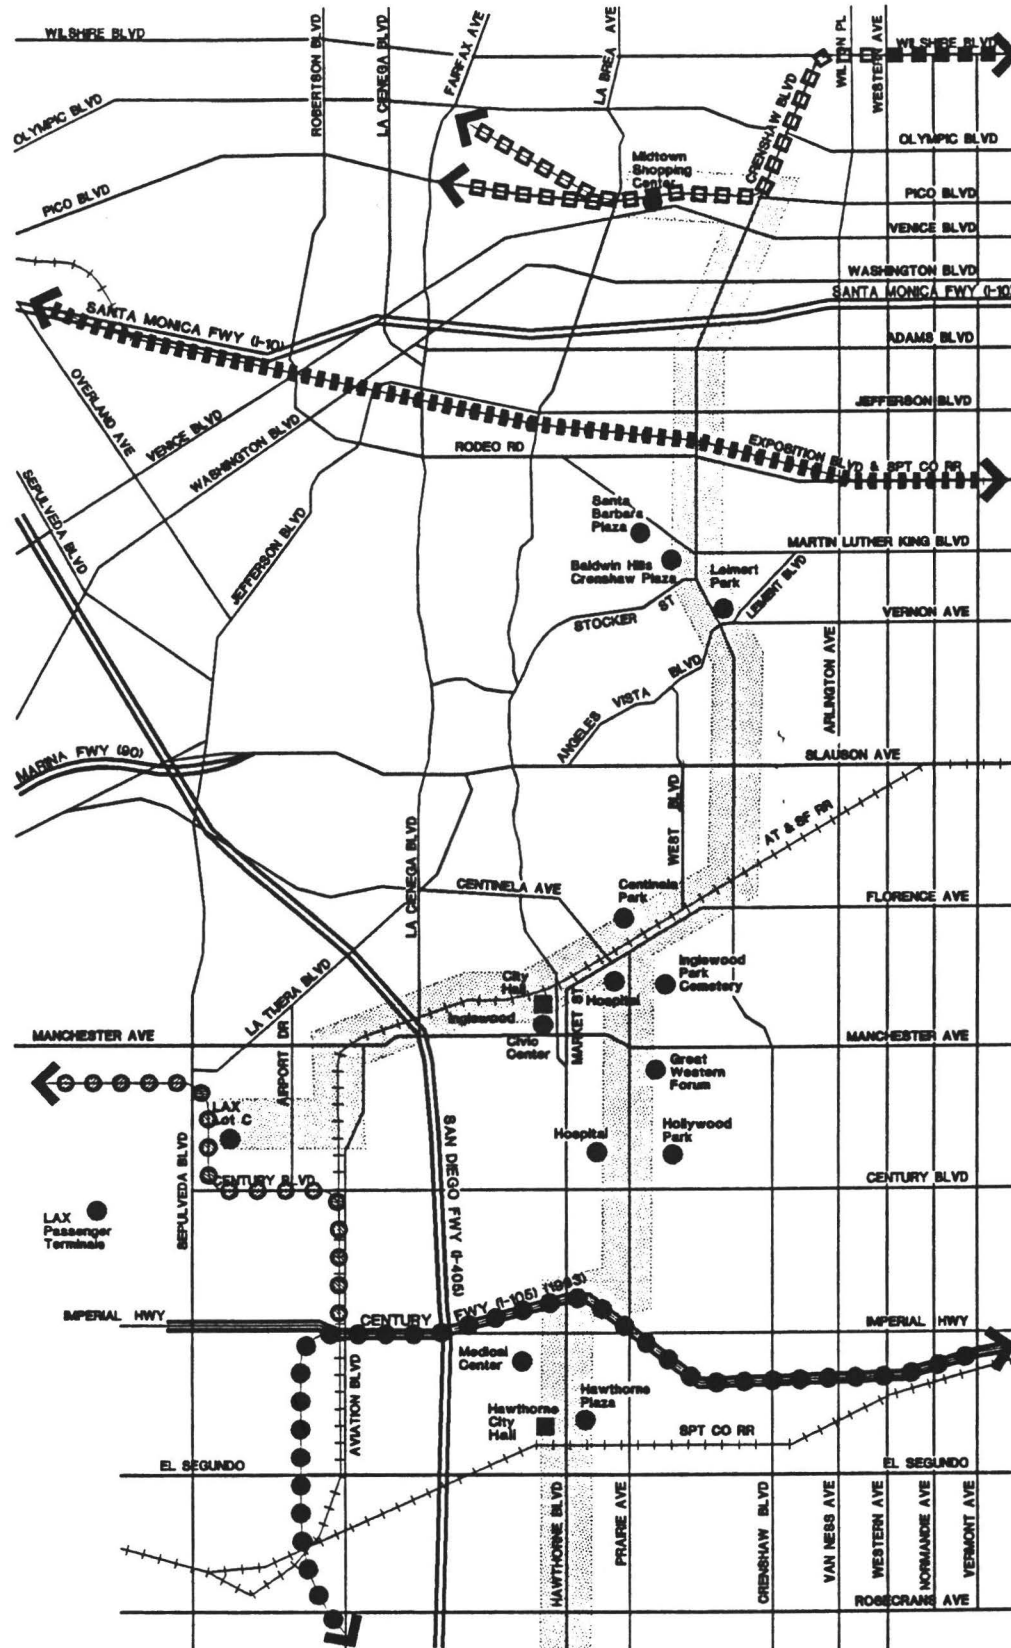 WILSHIRE BLVD
ROBERTSON BLVD
LA CIENEGA BLVD
FAIRFAX AVE
LA BREA AVE
WILTON PL
WESTERN AVE
WILSHIRE BLVD
OLYMPIC BLVD
CRENSHAW BLVD
OLYMPIC BLVD
Midtown
Shopping
Center
PICO BLVD
PICO BLVD
VENICE BLVD
WASHINGTON BLVD
SANTA MONICA FWY (I-10)
SANTA MONICA FWY (I-10)
ADAMS BLVD
OVERLAND AVE
VENICE BLVD
WASHINGTON BLVD
JEFFERSON BLVD
RODEO RD
EXPOSITION BLVD & SPT CO RR
SEPULVEDA BLVD
JEFFERSON BLVD
Santa
Barbara
Plaza
MARTIN LUTHER KING BLVD
Baldwin Hills
Crenshaw Plaza
Leimert
Park
LEIMERT BLVD
STOCKER ST
VERNON AVE
ANGELES VISTA BLVD
ARLINGTON AVE
MARINA FWY (90)
SLAUSON AVE
WEST BLVD
AT & SF RR
LA CIENEGA BLVD
CENTINELA AVE
Centinela
Park
FLORENCE AVE
LA TIJERA BLVD
City
Hall
Inglewood
Civic
Center
Hospital
Inglewood
Park
Cemetery
MARKET ST
MANCHESTER AVE
MANCHESTER AVE
AIRPORT DR
Great
Western
Forum
LAX
Lot C
Hospital
Hollywood
Park
SAN DIEGO FWY (I-405)
SEPULVEDA BLVD
CENTURY BLVD
CENTURY BLVD
LAX
Passenger
Terminals
IMPERIAL HWY
CENTURY FWY (I-105) (1993)
IMPERIAL HWY
Medical
Center
AVIATION BLVD
Hawthorne
Plaza
Hawthorne
City
Hall
SPT CO RR
EL SEGUNDO
EL SEGUNDO
HAWTHORNE BLVD
PRAIRIE AVE
CRENSHAW BLVD
VAN NESS AVE
WESTERN AVE
NORMANDIE AVE
VERMONT AVE
ROSECRANS AVE